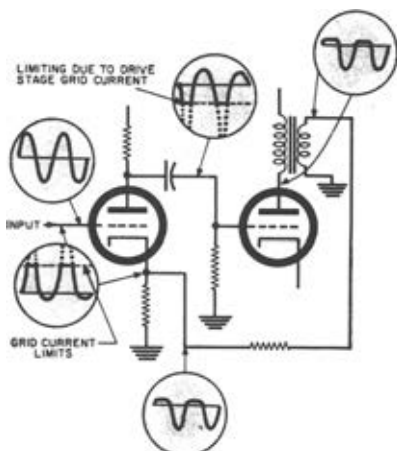 LIMITING DUE TO DRIVE
STAGE GRID CURRENT
INPUT
GRID CURRENT
LIMITS